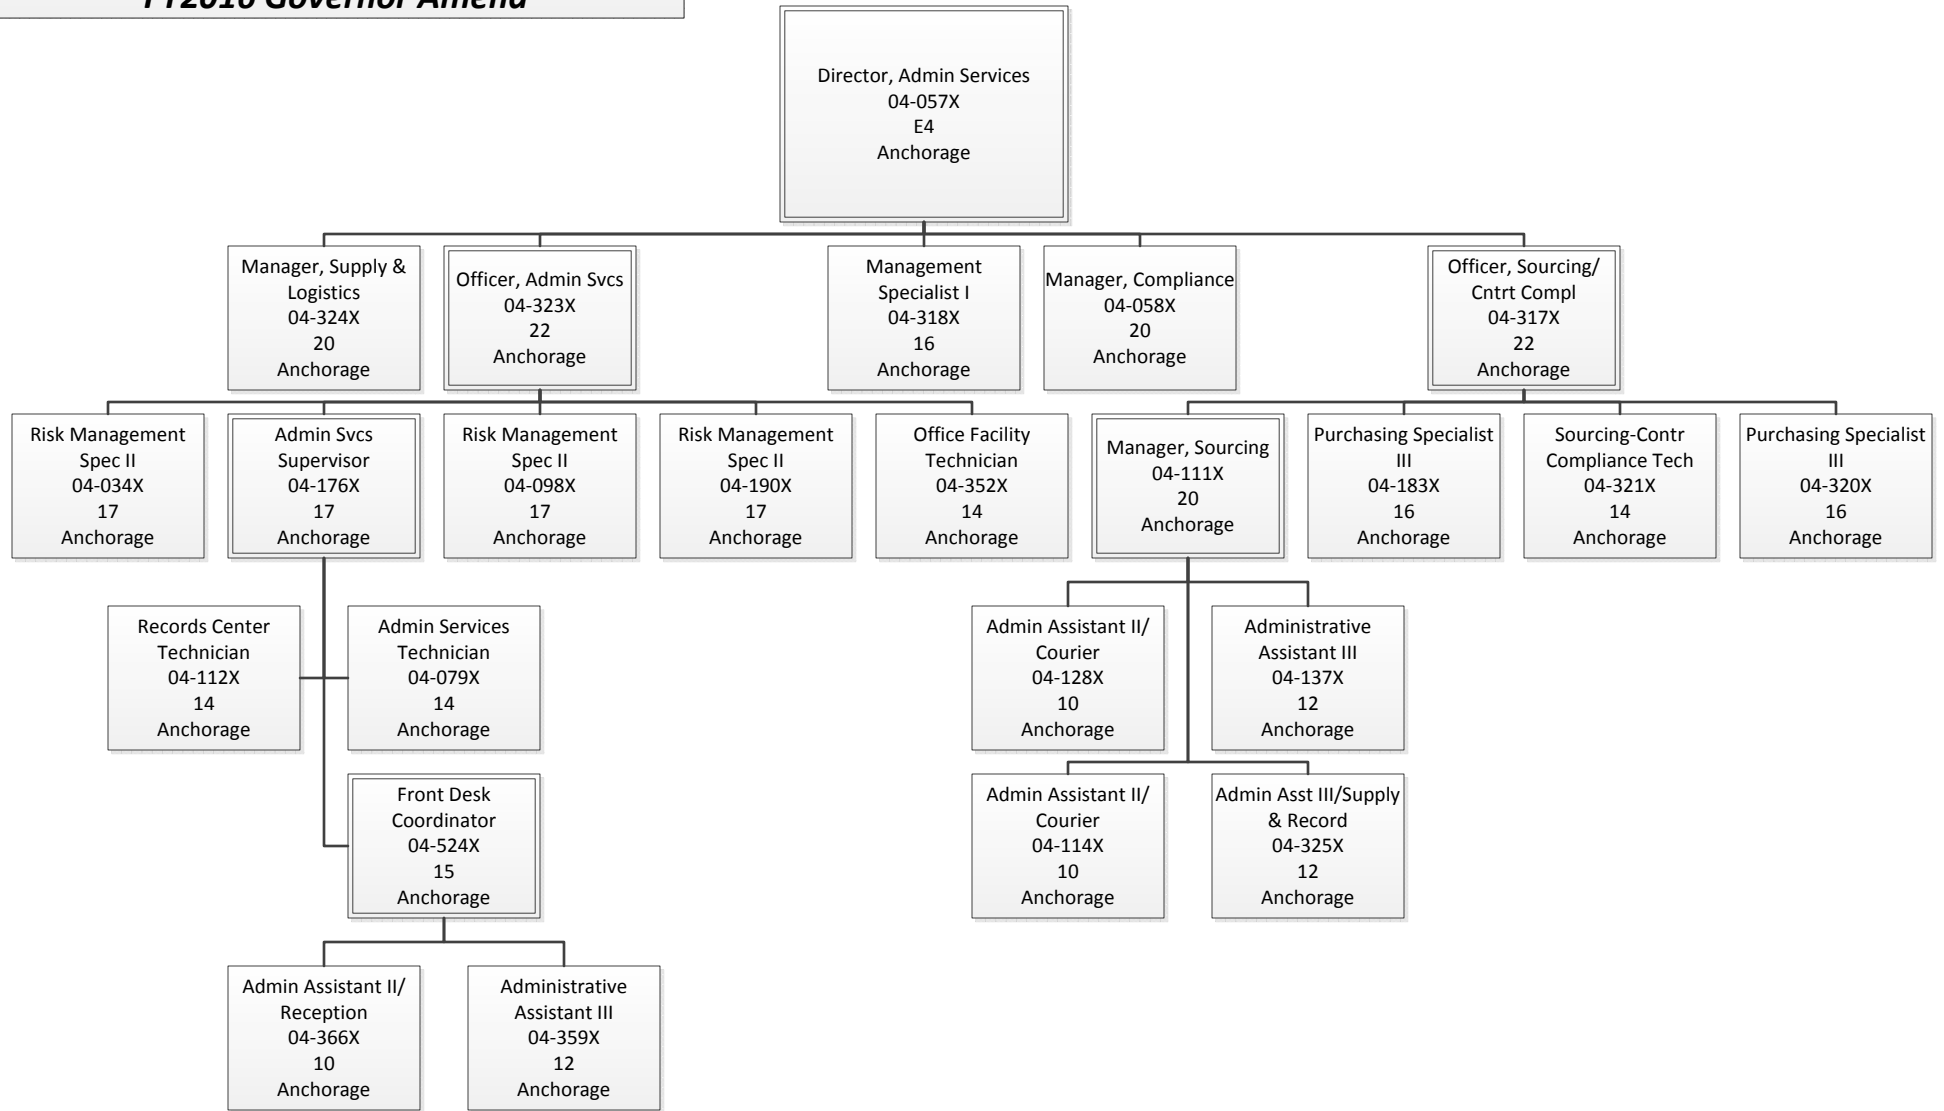 FY2016 Governor Amend
Director, Admin Services
04-057X
E4
Anchorage
Manager, Supply &
Logistics
04-324X
20
Anchorage
Officer, Admin Svcs
04-323X
22
Anchorage
Management
Specialist I
04-318X
16
Anchorage
Manager, Compliance
04-058X
20
Anchorage
Officer, Sourcing/
Cntrt Compl
04-317X
22
Anchorage
Risk Management
Spec II
04-034X
17
Anchorage
Admin Svcs
Supervisor
04-176X
17
Anchorage
Risk Management
Spec II
04-098X
17
Anchorage
Risk Management
Spec II
04-190X
17
Anchorage
Office Facility
Technician
04-352X
14
Anchorage
Manager, Sourcing
04-111X
20
Anchorage
Purchasing Specialist
III
04-183X
16
Anchorage
Sourcing-Contr
Compliance Tech
04-321X
14
Anchorage
Purchasing Specialist
III
04-320X
16
Anchorage
Records Center
Technician
04-112X
14
Anchorage
Admin Services
Technician
04-079X
14
Anchorage
Admin Assistant II/
Courier
04-128X
10
Anchorage
Administrative
Assistant III
04-137X
12
Anchorage
Front Desk
Coordinator
04-524X
15
Anchorage
Admin Assistant II/
Courier
04-114X
10
Anchorage
Admin Asst III/Supply
& Record
04-325X
12
Anchorage
Admin Assistant II/
Reception
04-366X
10
Anchorage
Administrative
Assistant III
04-359X
12
Anchorage